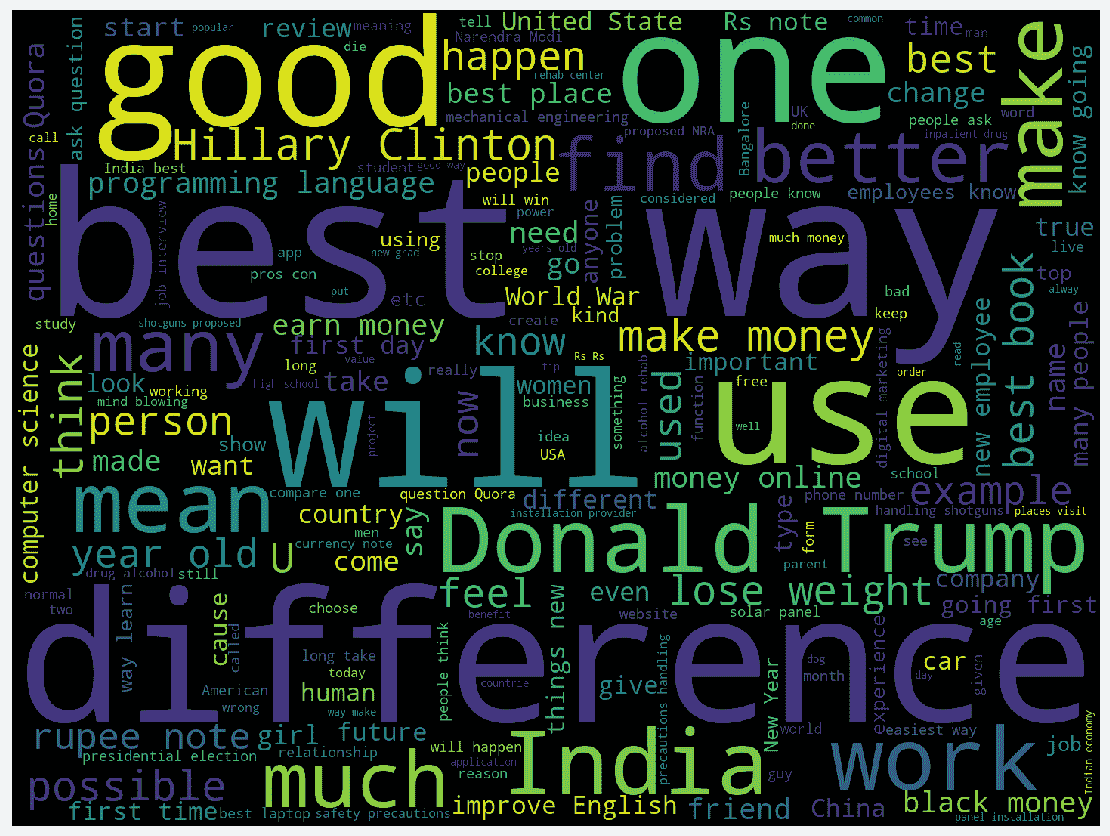 start
popular
review
meaning
die
tell
United State
Narendra Modi
Rs note
common
time
man
good
happen
rehab center
best place
mechanical engineering
one
best
change
people ask
make
know going
Quora
questions
ask question
call
India best
Hillary Clinton
student
good way
people
find
proposed NRA
Bangalore
UK
done
better
word
inpatient drug
programming language
will win
power
considered
people know
employees know
home
best
way
job interview
using
new grad
need
years old
go
anyone
problem
much money
true
live
app
pros con
out
stop
college
etc
World War
kind
top
bad
alway
keep
best book
study
shotguns proposed
earn money
create
many
first day
value
know
Rs Rs
make money
important
new employee
digital marketing
order
read
name
many people
computer science
think
look
working
mind blowing
long
high school
take
really
tip
women
business
something
alcohol rehab
used
function
free
well
use
person
show
will
project
now
idea
USA
made
want
money online
school
mean
compare one
question Quora
different
installation provider
phone number
example
handling shotguns
places visit
country
currency note
men
say
Donald Trump
type
form
see
parent
year old
U
come
drug alcohol
still
feel
even
lose weight
company
normal
two
way learn
cause
called
choose
benefit
website
solar panel
going first
age
difference
long take
today
American
wrong
human
way make
people think
countrie
things new
give
precautions handling
New Year
dog
month
experience
car
day
given
rupee note
girl
future
presidential election
relationship
will happen
application
reason
India
world
guy
easiest way
work
job
Indian economy
possible
much
first time
best laptop
safety precautions
improve English
friend
China
black money
panel installation